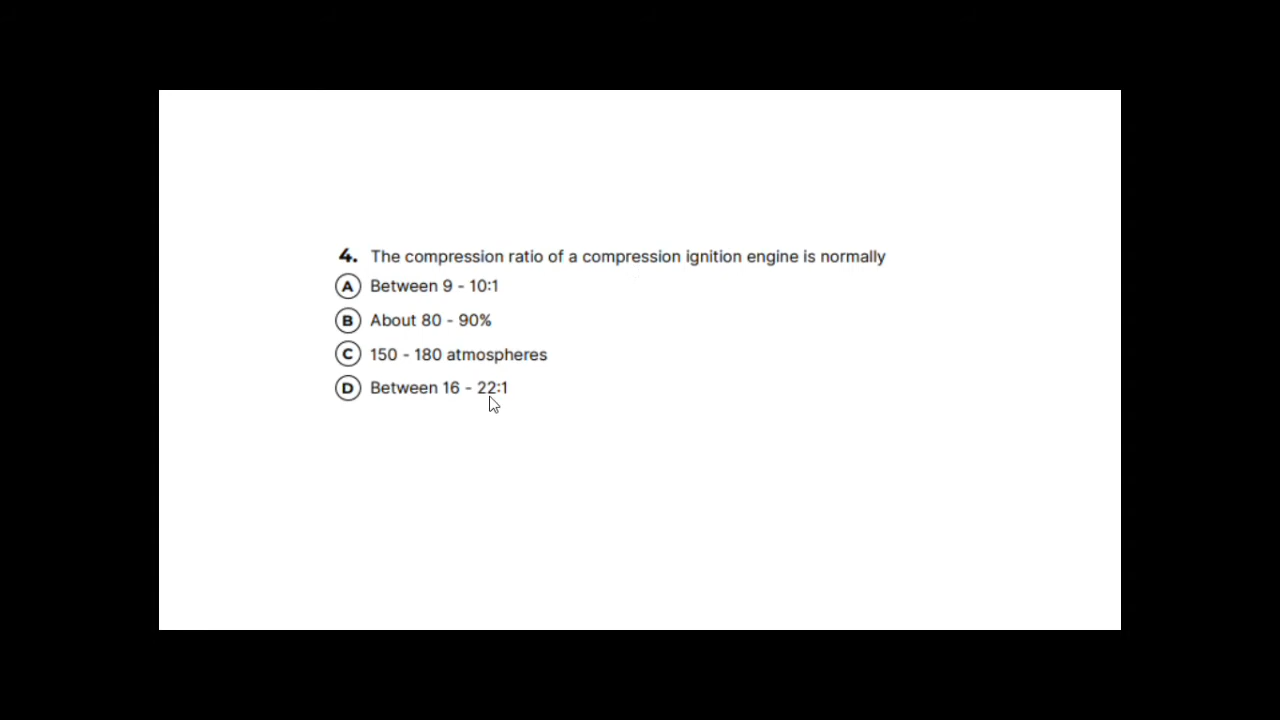 4. The compression ratio of a compression ignition engine is normally
A Between 9 - 10:1
B About 80 - 90%
C 150 - 180 atmospheres
D Between 16 - 22:1